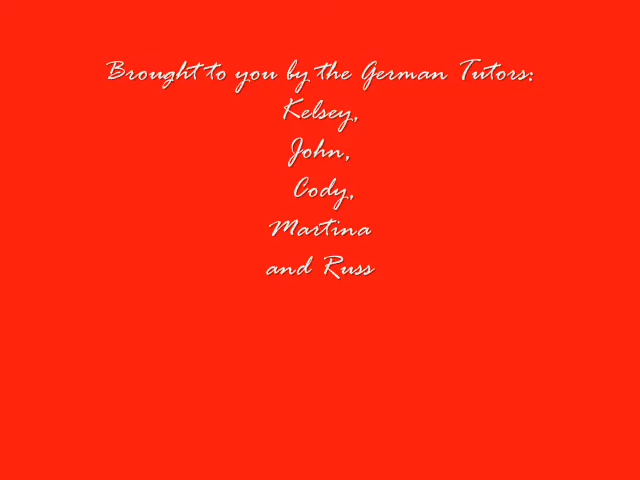 Brought to you by the German Tutors:
Kelsey,
John,
Cody,
Martina
and Russ